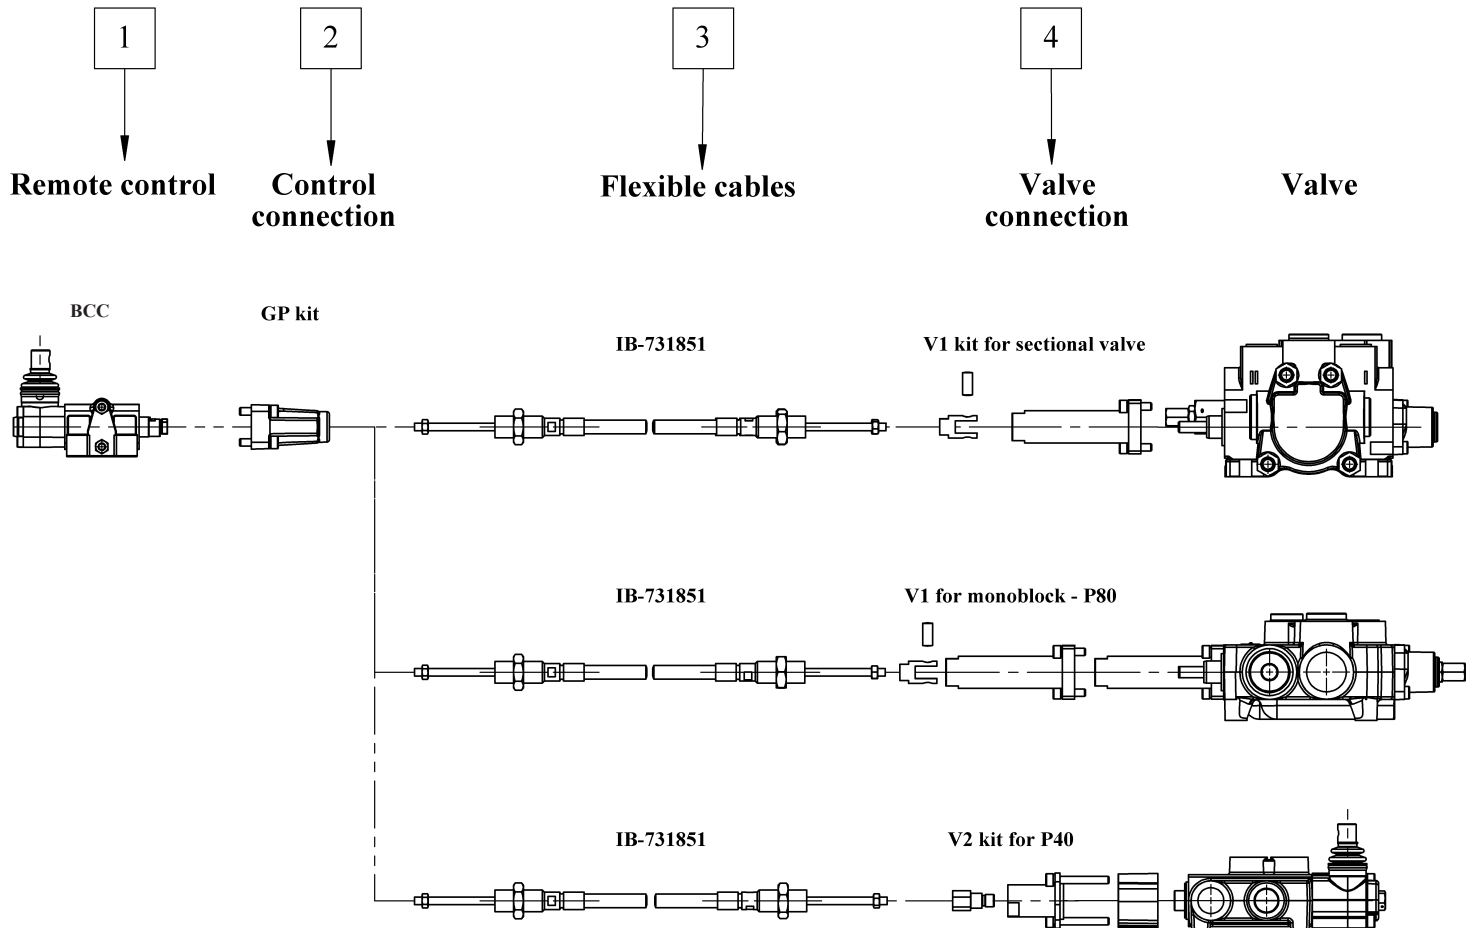 1
2
3
4
Remote control
Control
connection
Flexible cables
Valve
connection
Valve
BCC
GP kit
IB-731851
V1 kit for sectional valve
IB-731851
V1 for monoblock - P80
IB-731851
V2 kit for P40